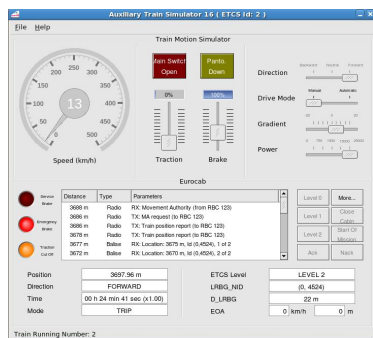 Auxiliary Train Simulator 16 ( ETCS Id: 2 )
File Help
Train Motion Simulator
0 50 100 150 200 250 300 350 400 450 500
13
Speed (km/h)
Main Switch Open
Panto. Down
0% 100%
Traction Brake
Direction Backward Neutral Forward
Drive Mode Manual Automatic
Gradient
Power
Eurocab
Service Brake
Emergency Brake
Traction Cut Off
Distance Type Parameters
3688 m Radio RX: Movement Authority (from RBC 123)
3686 m Radio TX: MA request (to RBC 123)
3686 m Radio TX: Train position report (to RBC 123)
3678 m Radio TX: Train position report (to RBC 123)
3677 m Balise RX: Location: 3675 m, Id (0,4524), 1 of 2
3672 m Balise RX: Location: 3670 m, Id (0,4524), 2 of 2
Level 0 More...
Level 1 Close Cabin
Level 2 Start Of Mission
Ack Nack
Position 3697.96 m
Direction FORWARD
Time 00 h 24 min 41 sec (x1.00)
Mode TRIP
ETCS Level LEVEL 2
LRBG_NID (0, 4524)
D_LRBG 22 m
EOA 0 km/h 0 m
Train Running Number: 2